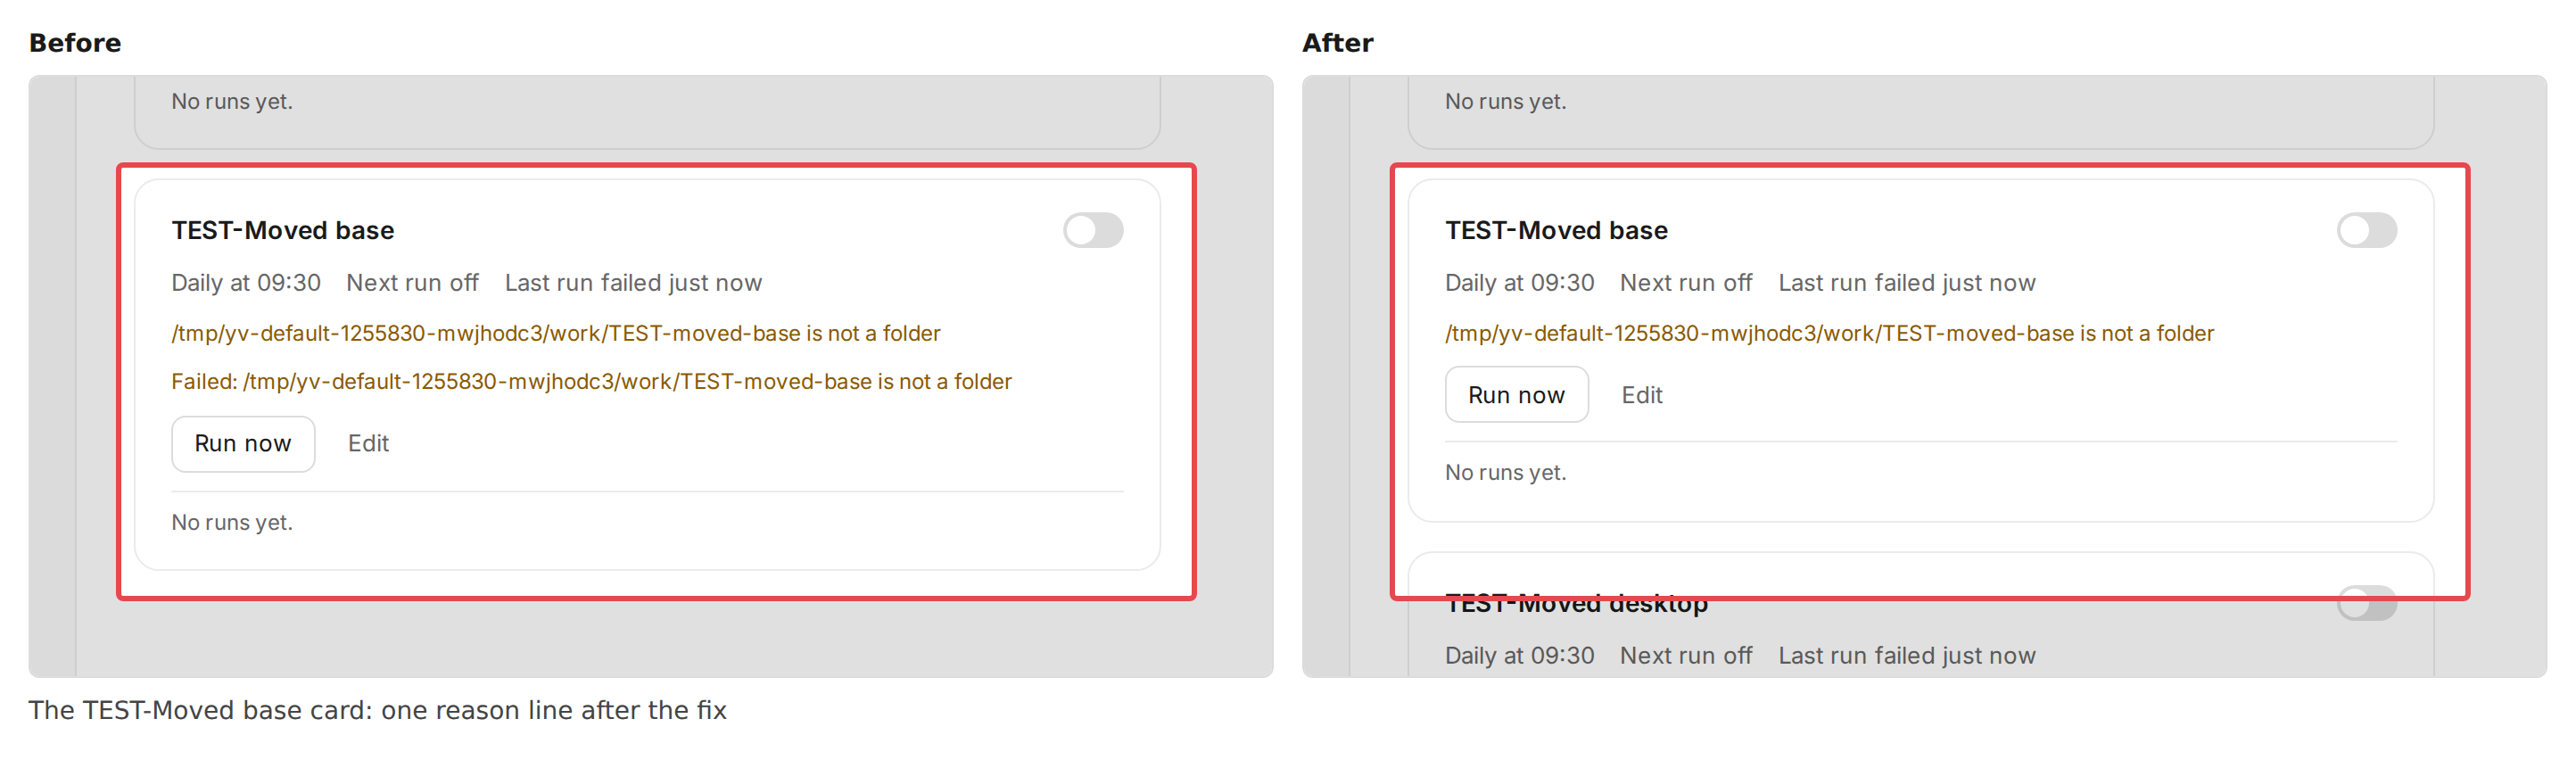 Before
No runs yet.
TEST-Moved base
Daily at 09:30 Next run off Last run failed just now
/tmp/yv-default-1255830-mwjhodc3/work/TEST-moved-base is not a folder
Failed: /tmp/yv-default-1255830-mwjhodc3/work/TEST-moved-base is not a folder
Run now Edit
No runs yet.
After
No runs yet.
TEST-Moved base
Daily at 09:30 Next run off Last run failed just now
/tmp/yv-default-1255830-mwjhodc3/work/TEST-moved-base is not a folder
Run now Edit
No runs yet.
TEST-Moved desktop
Daily at 09:30 Next run off Last run failed just now
The TEST-Moved base card: one reason line after the fix